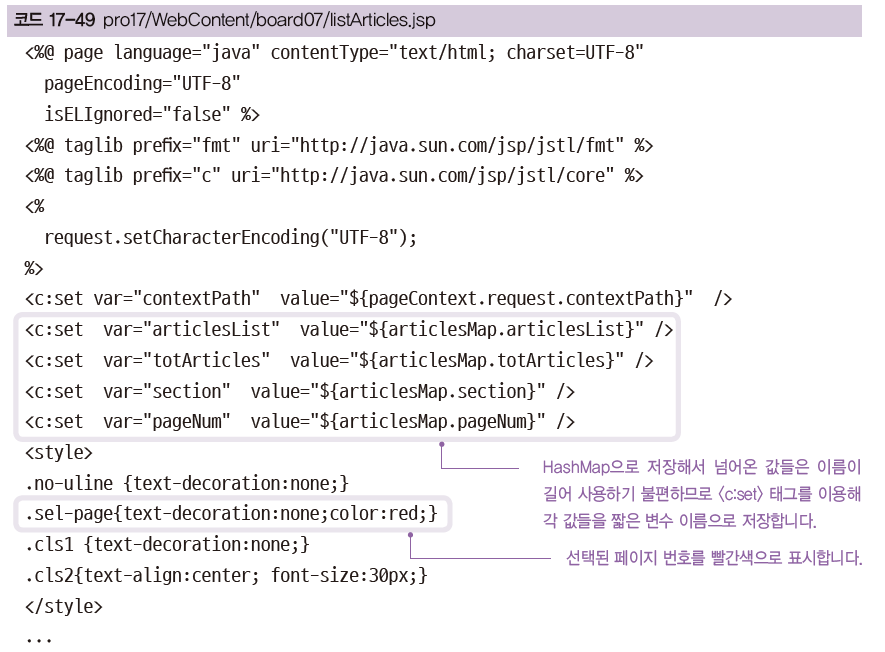 코드 17-49 pro17/WebContent/board07/listArticles.jsp
<%@ page language="java" contentType="text/html; charset=UTF-8"
pageEncoding="UTF-8"
isELIgnored="false" %>
<%@ taglib prefix="fmt" uri="http://java.sun.com/jsp/jstl/fmt" %>
<%@ taglib prefix="c" uri="http://java.sun.com/jsp/jstl/core" %>
<%
request.setCharacterEncoding("UTF-8");
%>
<c:set var="contextPath"  value="${pageContext.request.contextPath}"  />
<c:set  var="articlesList"  value="${articlesMap.articlesList}" />
<c:set  var="totArticles"  value="${articlesMap.totArticles}" />
<c:set  var="section"  value="${articlesMap.section}" />
<c:set  var="pageNum"  value="${articlesMap.pageNum}" />
<style>
.no-uline {text-decoration:none;}
.sel-page{text-decoration:none;color:red;}
.cls1 {text-decoration:none;}
.cls2{text-align:center; font-size:30px;}
</style>
...
HashMap으로 저장해서 넘어온 값들은 이름이
길어 사용하기 불편하므로 〈c:set〉 태그를 이용해
각 값들을 짧은 변수 이름으로 저장합니다.
선택된 페이지 번호를 빨간색으로 표시합니다.